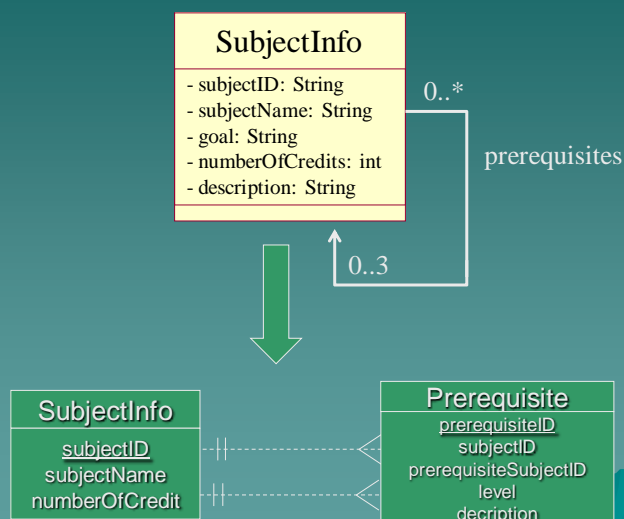 SubjectInfo
- subjectID: String
- subjectName: String
- goal: String
- numberOfCredits: int
- description: String
0..*
prerequisites
0..3
SubjectInfo
subjectID
subjectName
numberOfCredit
Prerequisite
prerequisiteID
subjectID
prerequisiteSubjectID
level
decription